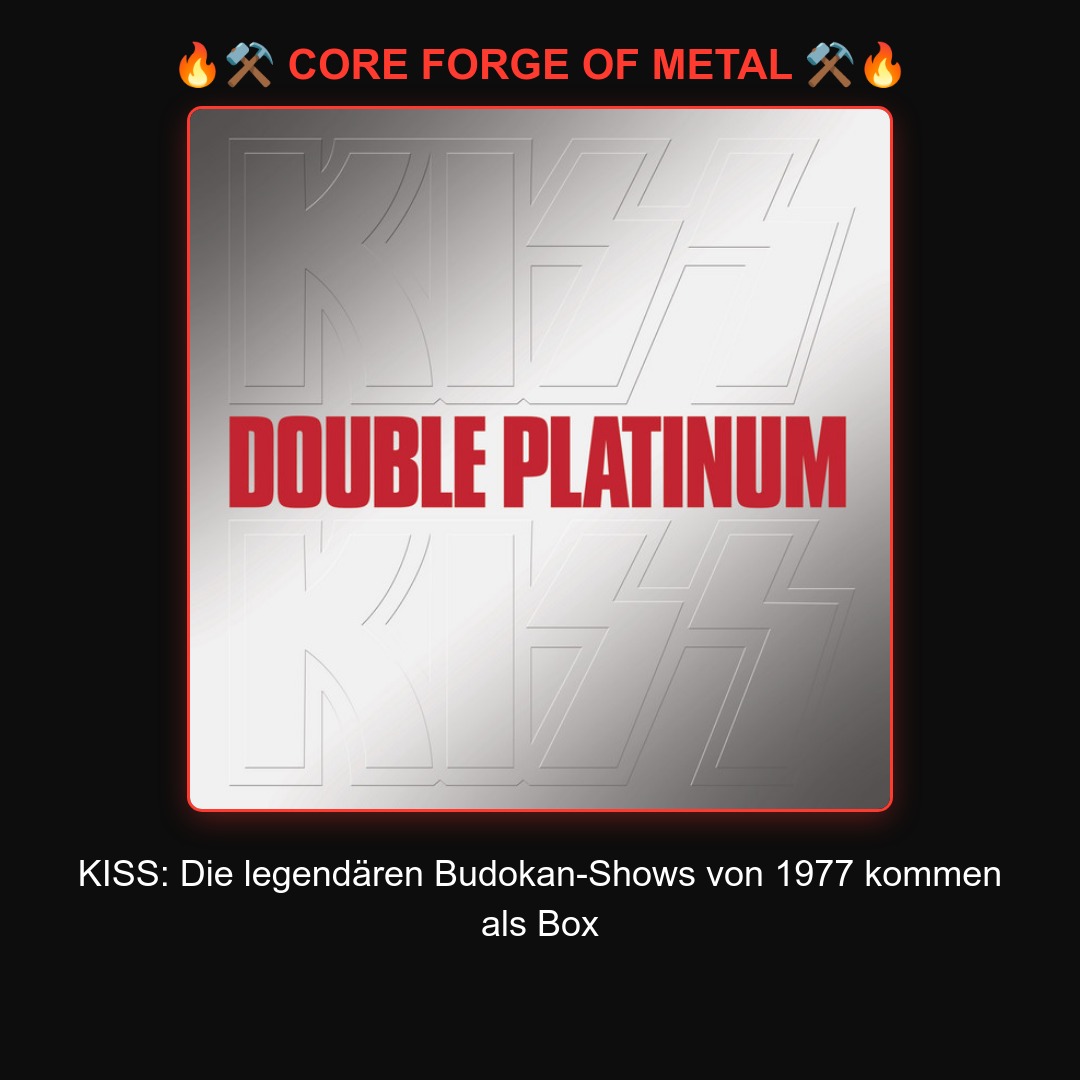 🔥⚒️ CORE FORGE OF METAL ⚒️🔥
KISS
DOUBLE PLATINUM
KISS
KISS: Die legendären Budokan-Shows von 1977 kommen
als Box